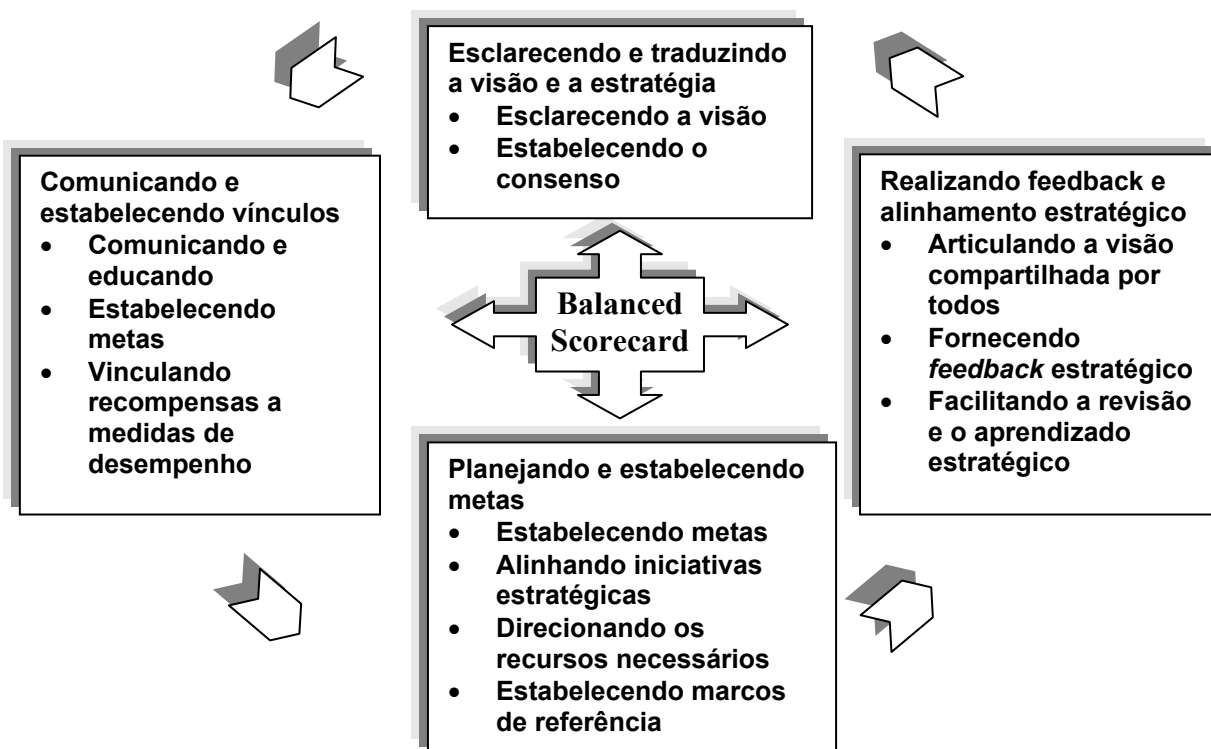 Esclarecendo e traduzindo
a visão e a estratégia
• Esclarecendo a visão
• Estabelecendo o
consenso
Comunicando e
estabelecendo vínculos
• Comunicando e
educando
• Estabelecendo
metas
• Vinculando
recompensas a
medidas de
desempenho
Balanced
Scorecard
Realizando feedback e
alinhamento estratégico
• Articulando a visão
compartilhada por
todos
• Fornecendo
feedback estratégico
• Facilitando a revisão
e o aprendizado
estratégico
Planejando e estabelecendo
metas
• Estabelecendo metas
• Alinhando iniciativas
estratégicas
• Direcionando os
recursos necessários
• Estabelecendo marcos
de referência